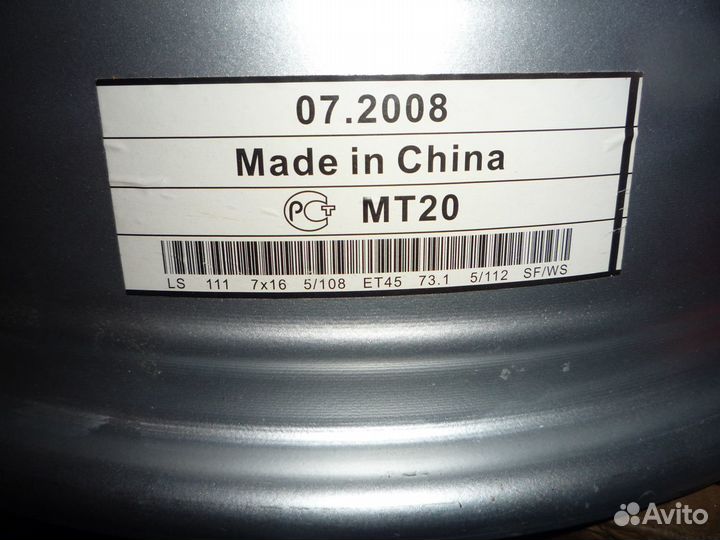 07.2008
Made in China
РСТ MT20
LS 111 7x16 5/108 ET45 73.1 5/112 SF/WS
Avito